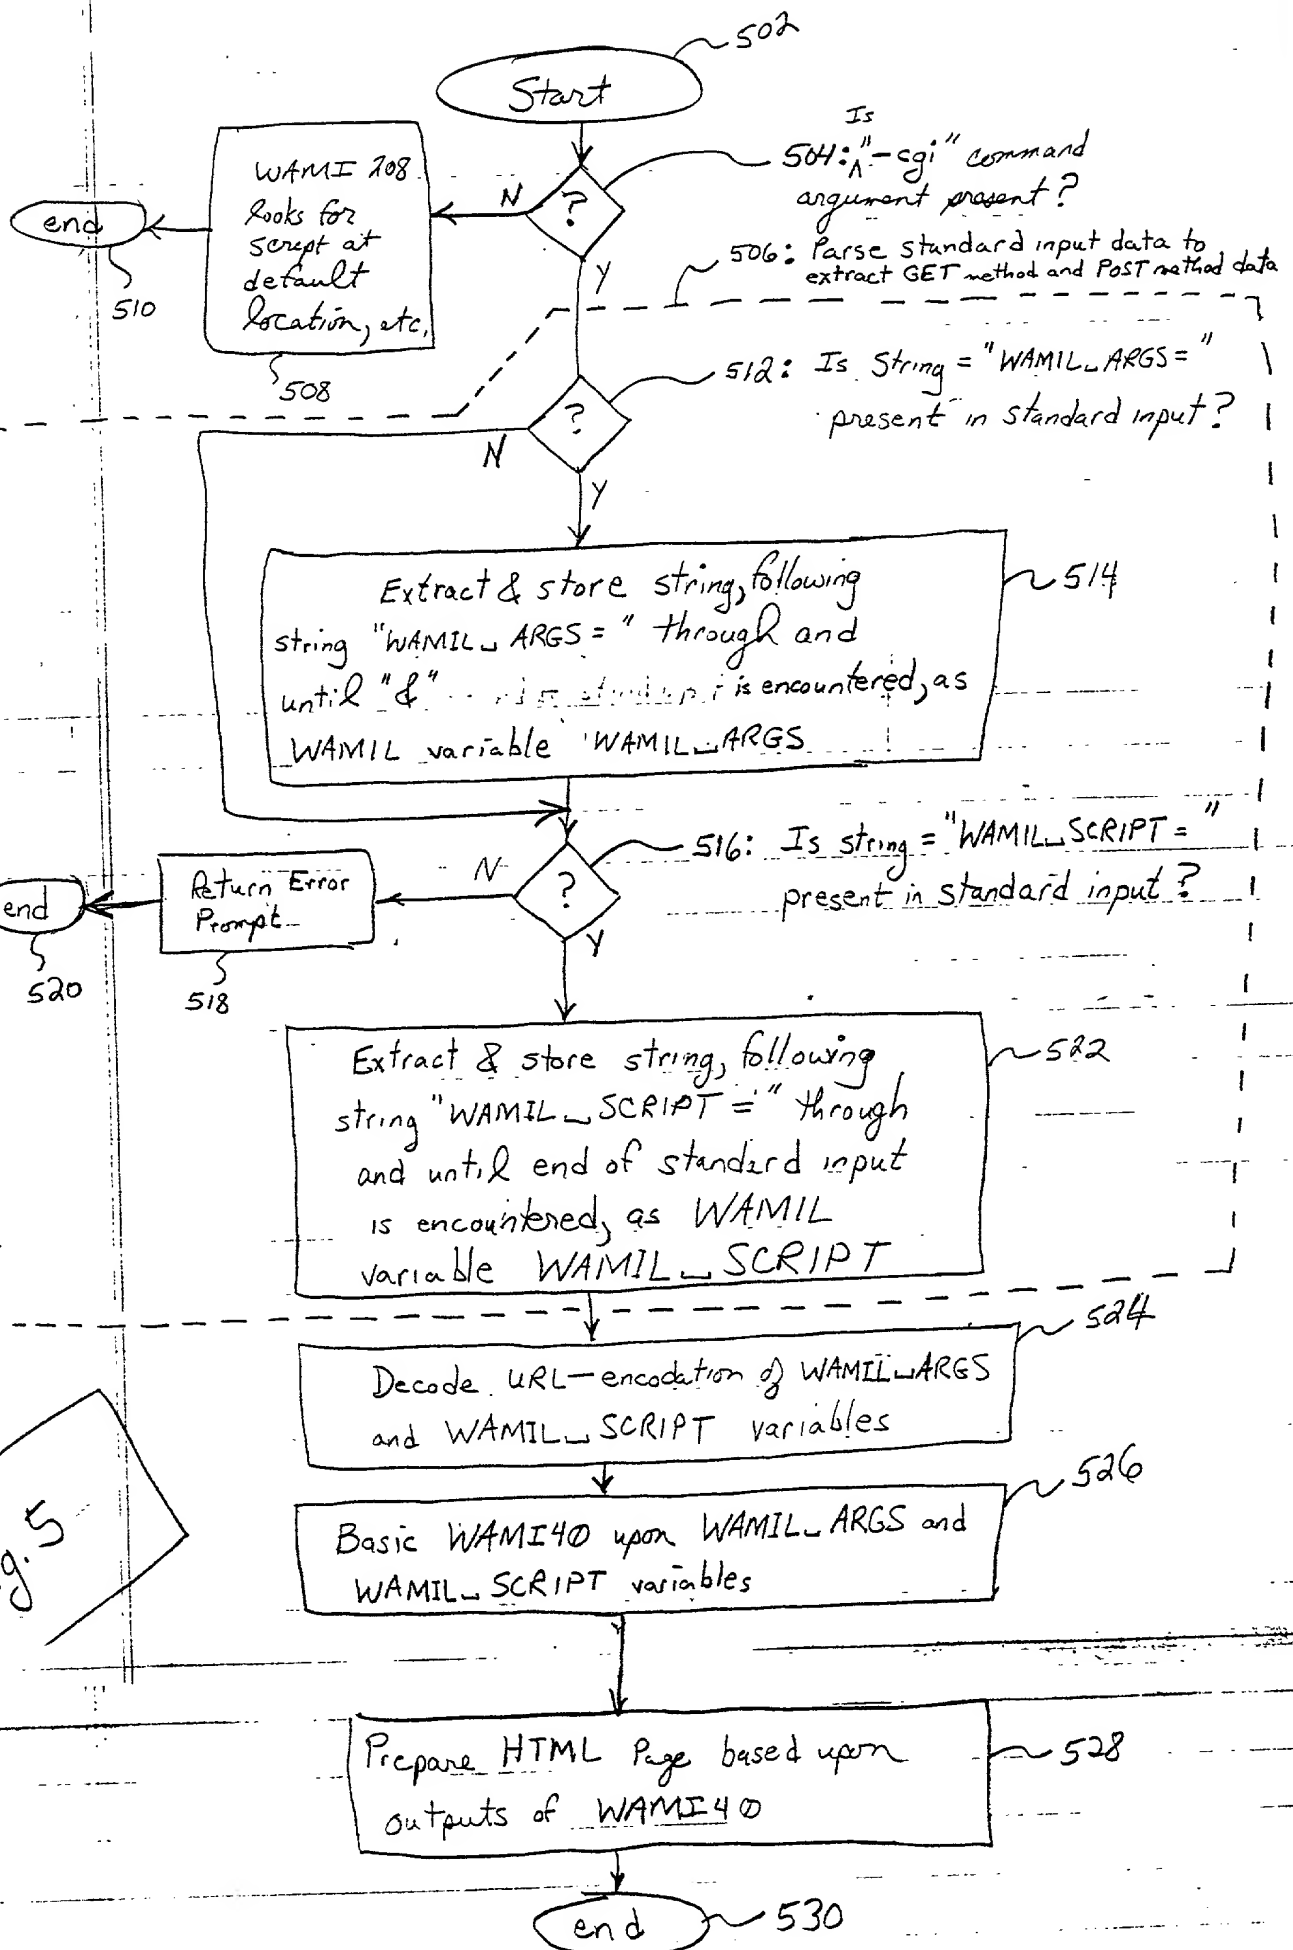 502
Start
Is
504: "-cgi" command
argument present?
?
N
Y
WAMI 208
looks for
script at
default
location, etc.
end
510
508
506: Parse standard input data to
extract GET method and POST method data
512: Is String = "WAMIL_ARGS="
present in standard input?
?
N
Y
Extract & store string, following
string "WAMIL_ARGS=" through and
until "&" is encountered, as
WAMIL variable WAMIL_ARGS
514
516: Is string = "WAMIL_SCRIPT="
present in standard input?
?
N
Y
Return Error
Prompt
end
520
518
Extract & store string, following
string "WAMIL_SCRIPT=" through
and until end of standard input
is encountered, as WAMIL
variable WAMIL_SCRIPT
522
524
Decode URL-encodation of WAMIL_ARGS
and WAMIL_SCRIPT variables
526
Basic WAMI40 upon WAMIL_ARGS and
WAMIL_SCRIPT variables
g. 5
Prepare HTML Page based upon
outputs of WAMI40
528
end
530